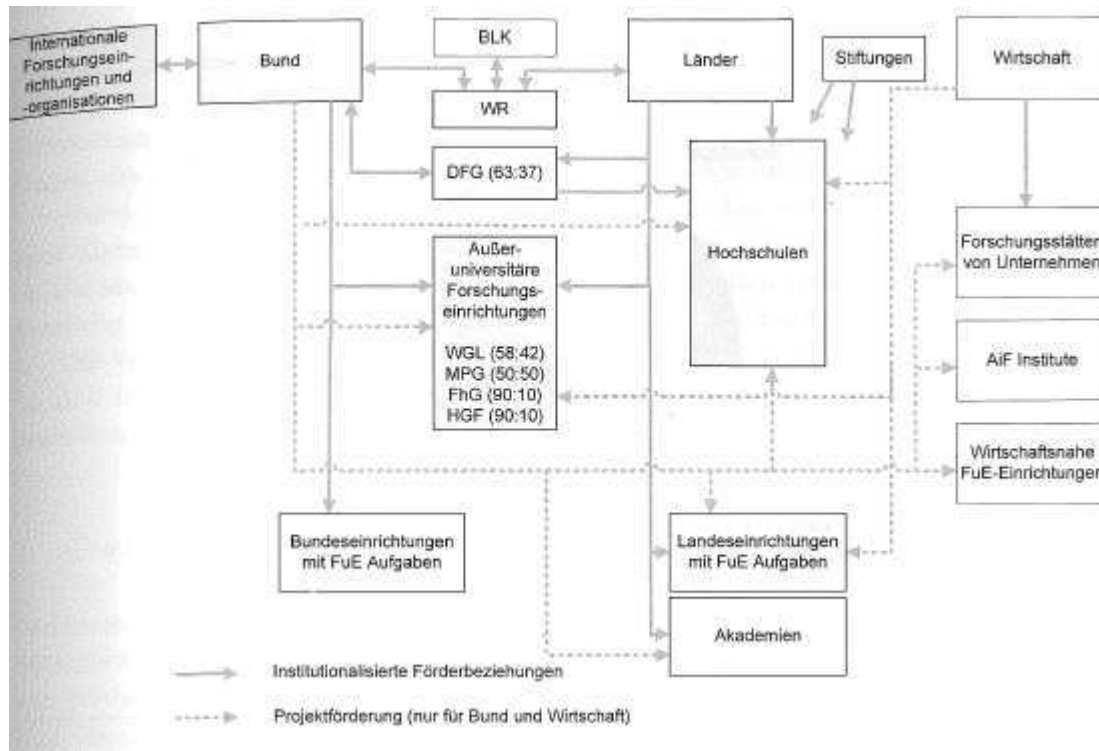 Internationale
Forschungsein-
richtungen und
-organisationen
Bund
BLK
WR
Länder
Stiftungen
Wirtschaft
DFG (63:37)
Hochschulen
Außer-
universitäre
Forschungs-
einrichtungen
WGL (58:42)
MPG (50:50)
FhG (90:10)
HGF (90:10)
Forschungsstätten
von Unternehmen
AiF Institute
Wirtschaftsnahe
FuE-Einrichtungen
Bundeseinrichtungen
mit FuE Aufgaben
Landeseinrichtungen
mit FuE Aufgaben
Akademien
Institutionalisierte Förderbeziehungen
Projektförderung (nur für Bund und Wirtschaft)